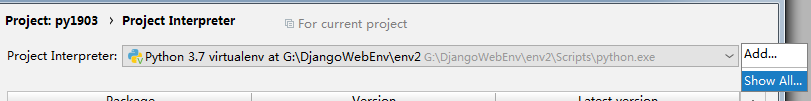 Project: py1903 › Project Interpreter For current project
Project Interpreter: Python 3.7 virtualenv at G:\DjangoWebEnv\env2 G:\DjangoWebEnv\env2\Scripts\python.exe
Add...
Show All...
Package Version Latest version